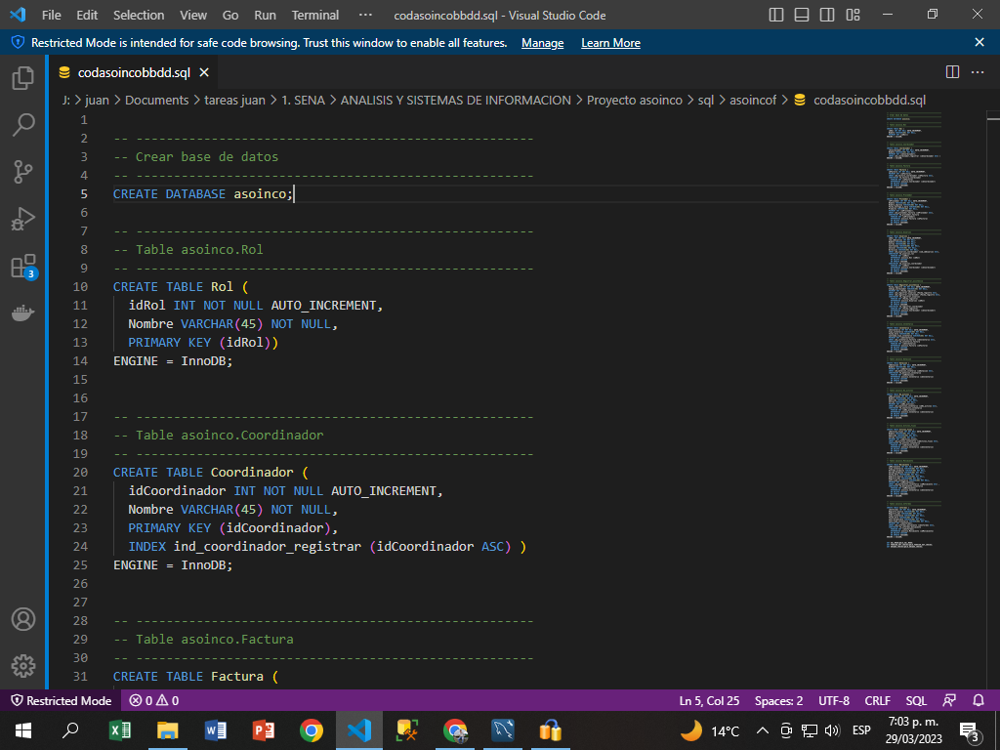 File Edit Selection View Go Run Terminal ··· codasoincobbdd.sql - Visual Studio Code
Restricted Mode is intended for safe code browsing. Trust this window to enable all features. Manage Learn More
codasoincobbdd.sql
J: > juan > Documents > tareas juan > 1. SENA > ANALISIS Y SISTEMAS DE INFORMACION > Proyecto asoinco > sql > asoincof > codasoincobbdd.sql
1
2 -- -----------------------------------------------------
3 -- Crear base de datos
4 -- -----------------------------------------------------
5 CREATE DATABASE asoinco;
6
7 -- -----------------------------------------------------
8 -- Table asoinco.Rol
9 -- -----------------------------------------------------
10 CREATE TABLE Rol (
11 idRol INT NOT NULL AUTO_INCREMENT,
12 Nombre VARCHAR(45) NOT NULL,
13 PRIMARY KEY (idRol))
14 ENGINE = InnoDB;
15
16
17 -- -----------------------------------------------------
18 -- Table asoinco.Coordinador
19 -- -----------------------------------------------------
20 CREATE TABLE Coordinador (
21 idCoordinador INT NOT NULL AUTO_INCREMENT,
22 Nombre VARCHAR(45) NOT NULL,
23 PRIMARY KEY (idCoordinador),
24 INDEX ind_coordinador_registrar (idCoordinador ASC) )
25 ENGINE = InnoDB;
26
27
28 -- -----------------------------------------------------
29 -- Table asoinco.Factura
30 -- -----------------------------------------------------
31 CREATE TABLE Factura (
3
Restricted Mode 0 0 Ln 5, Col 25 Spaces: 2 UTF-8 CRLF SQL
14°C ESP 7:03 p. m.
29/03/2023 3